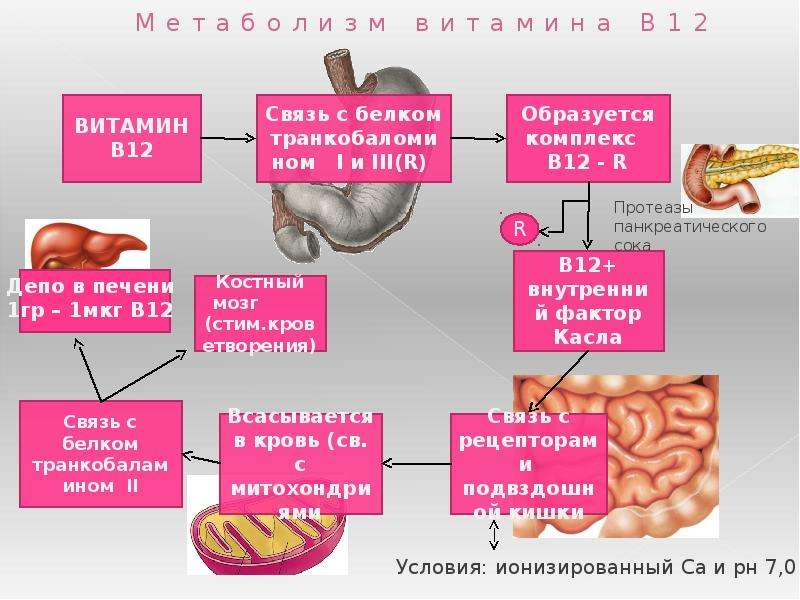 Метаболизм витамина В12
ВИТАМИН
В12
Связь с белком
транкобаломи
ном I и III(R)
Образуется
комплекс
В12 - R
Протеазы
панкреатического
сока
R
В12+
внутренни
й фактор
Касла
Депо в печени
1гр – 1мкг В12
Костный
мозг
(стим.кров
етворения)
Связь с
белком
транкобалам
ином II
Всасывается
в кровь (св.
с
митохондри
ями
Связь с
рецепторам
и
подвздошн
ой кишки
Условия: ионизированный Са и рн 7,0